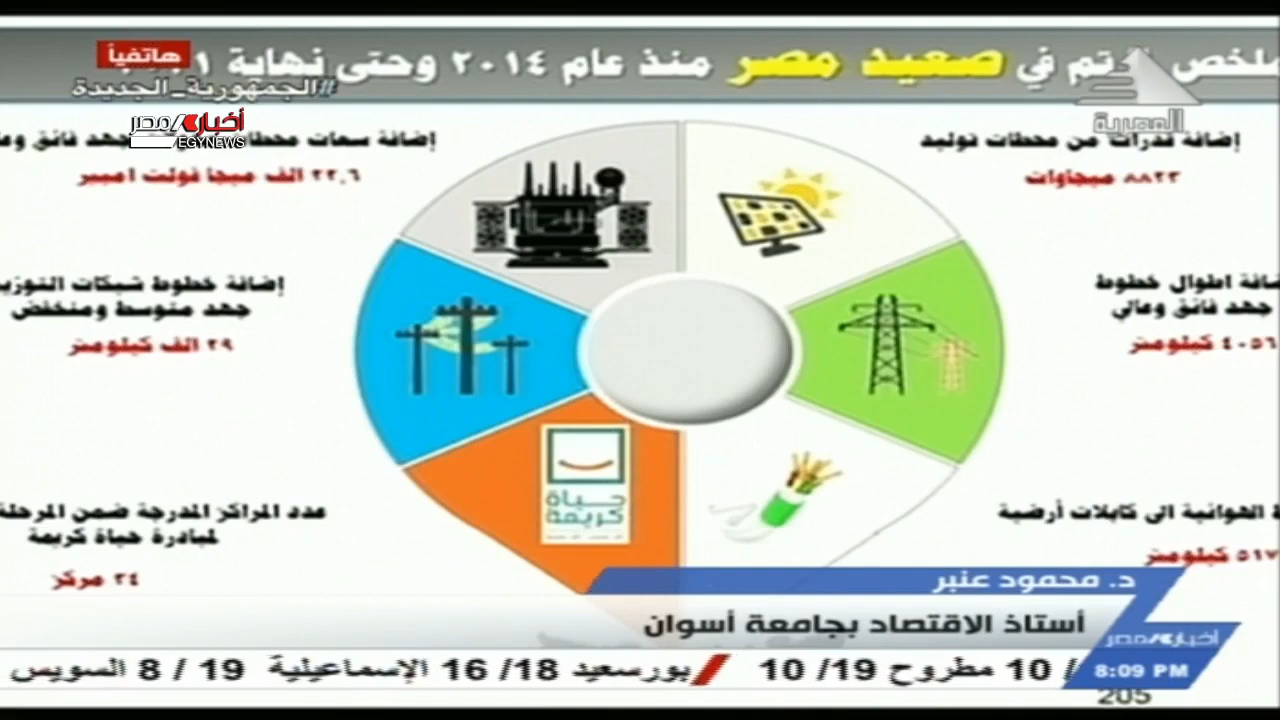 ملخص تم في صعيد مصر منذ عام ٢٠١٤ وحتى نهاية
هاتفياً
#الجمهورية_الجديدة
المصرية
أخبار مصر
EGYNEWS
إضافة قدرات من محطات توليد
٨٨٢٣ ميجاوات
إضافة سعات جهد فائق
٢٢,٦ الف ميجا فولت امبير
اطوال خطوط
جهد فائق وعالي
٤٠٥٦ كيلومتر
إضافة خطوط شبكات
جهد متوسط ومنخفض
٢٩ الف كيلومتر
الهوائية الى كابلات أرضية
٥١٧ كيلومتر
حياة
كريمة
عدد المراكز المدرجة ضمن المرحلة
لمبادرة حياة كريمة
٢٤ مركز
د. محمود عنبر
أستاذ الاقتصاد بجامعة أسوان
أخبار مصر
/ 10 مطروح 19/ 10 بورسعيد 18/ 16 الإسماعيلية 19 / 8 السويس
8:09 PM
205